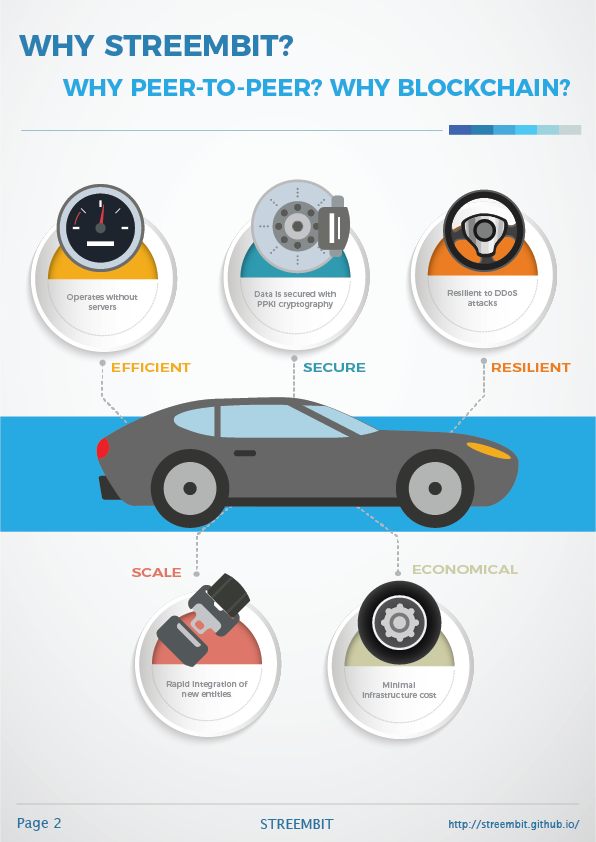 WHY STREEMBIT?
WHY PEER-TO-PEER? WHY BLOCKCHAIN?
Operates without
servers
Data is secured with
PPKI cryptography
Resilient to DDoS
attacks
EFFICIENT
SECURE
RESILIENT
SCALE
ECONOMICAL
Rapid integration of
new entities
Minimal
infrastructure cost
Page 2
STREEMBIT
http://streembit.github.io/